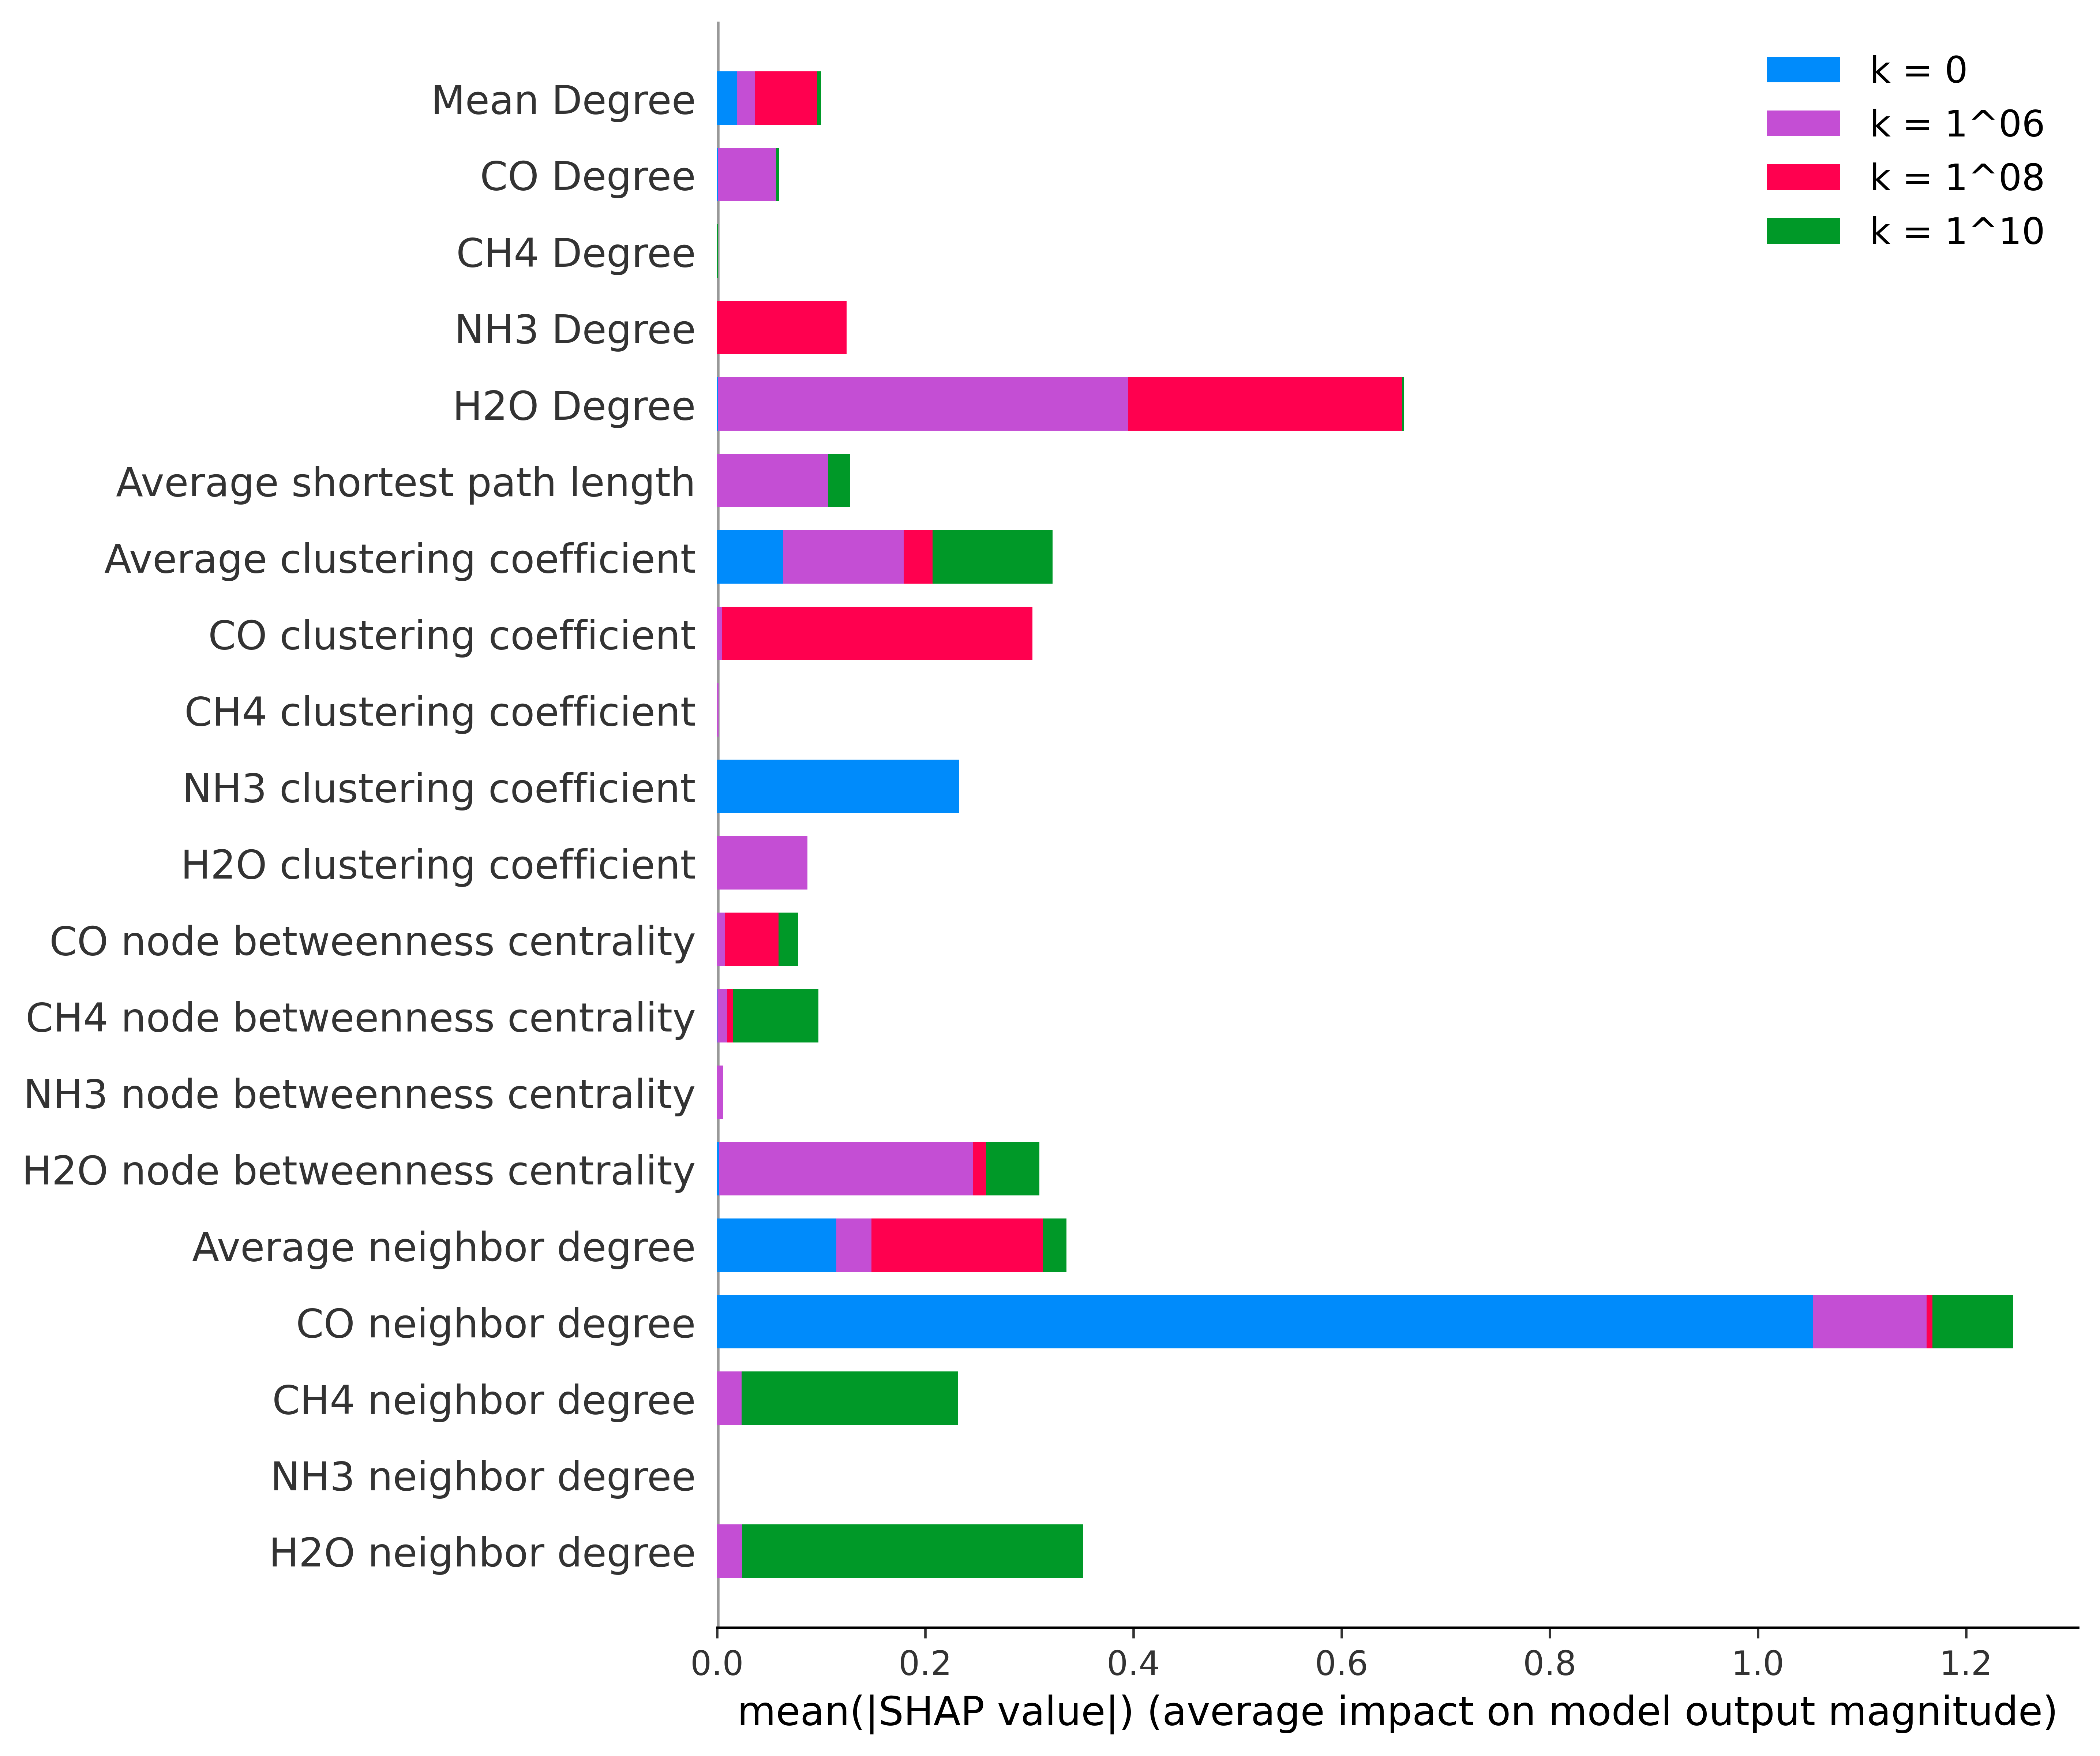 k = 0
k = 1^06
k = 1^08
k = 1^10
Mean Degree
CO Degree
CH4 Degree
NH3 Degree
H2O Degree
Average shortest path length
Average clustering coefficient
CO clustering coefficient
CH4 clustering coefficient
NH3 clustering coefficient
H2O clustering coefficient
CO node betweenness centrality
CH4 node betweenness centrality
NH3 node betweenness centrality
H2O node betweenness centrality
Average neighbor degree
CO neighbor degree
CH4 neighbor degree
NH3 neighbor degree
H2O neighbor degree
0.0 0.2 0.4 0.6 0.8 1.0 1.2
mean(|SHAP value|) (average impact on model output magnitude)